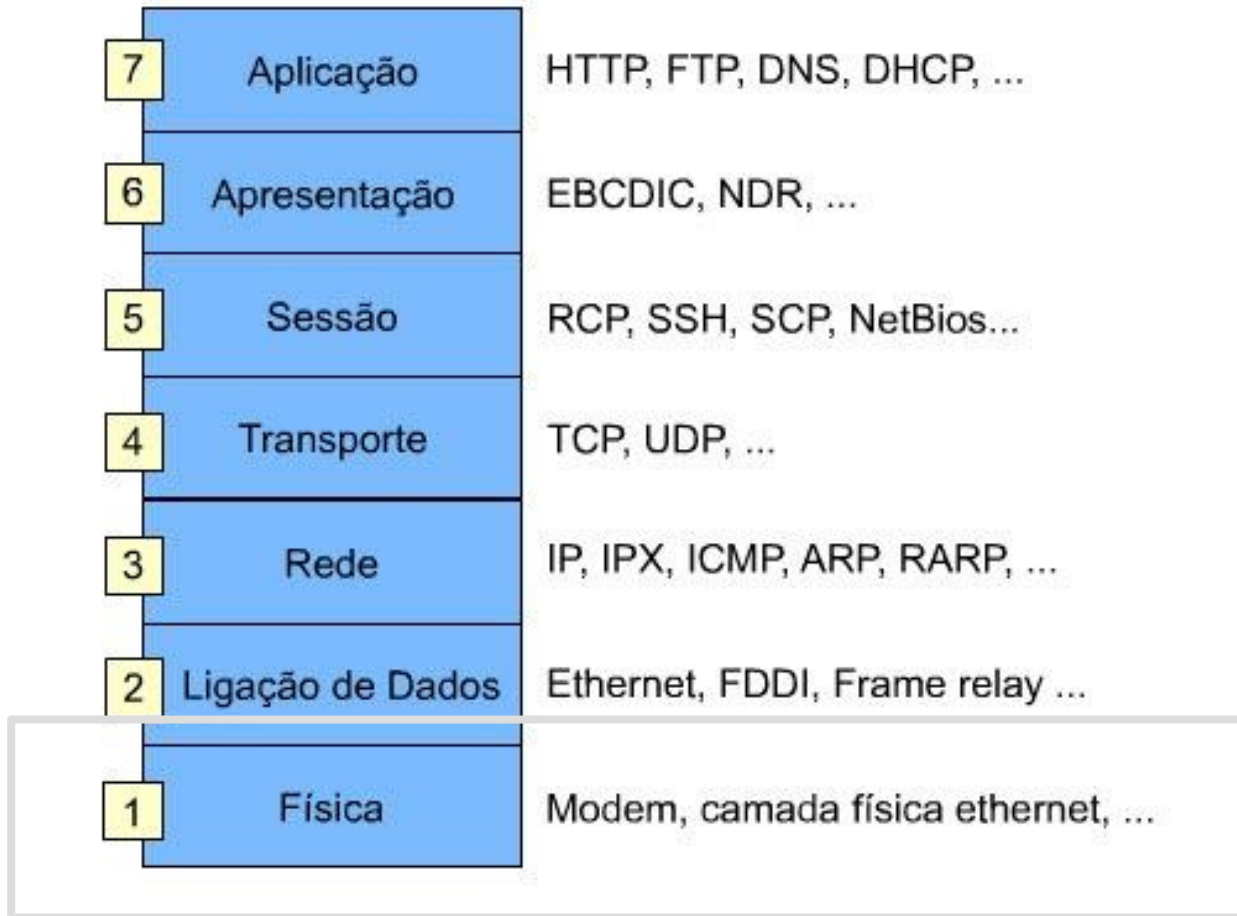 7 Aplicação HTTP, FTP, DNS, DHCP, ...
6 Apresentação EBCDIC, NDR, ...
5 Sessão RCP, SSH, SCP, NetBios...
4 Transporte TCP, UDP, ...
3 Rede IP, IPX, ICMP, ARP, RARP, ...
2 Ligação de Dados Ethernet, FDDI, Frame relay ...
1 Física Modem, camada física ethernet, ...